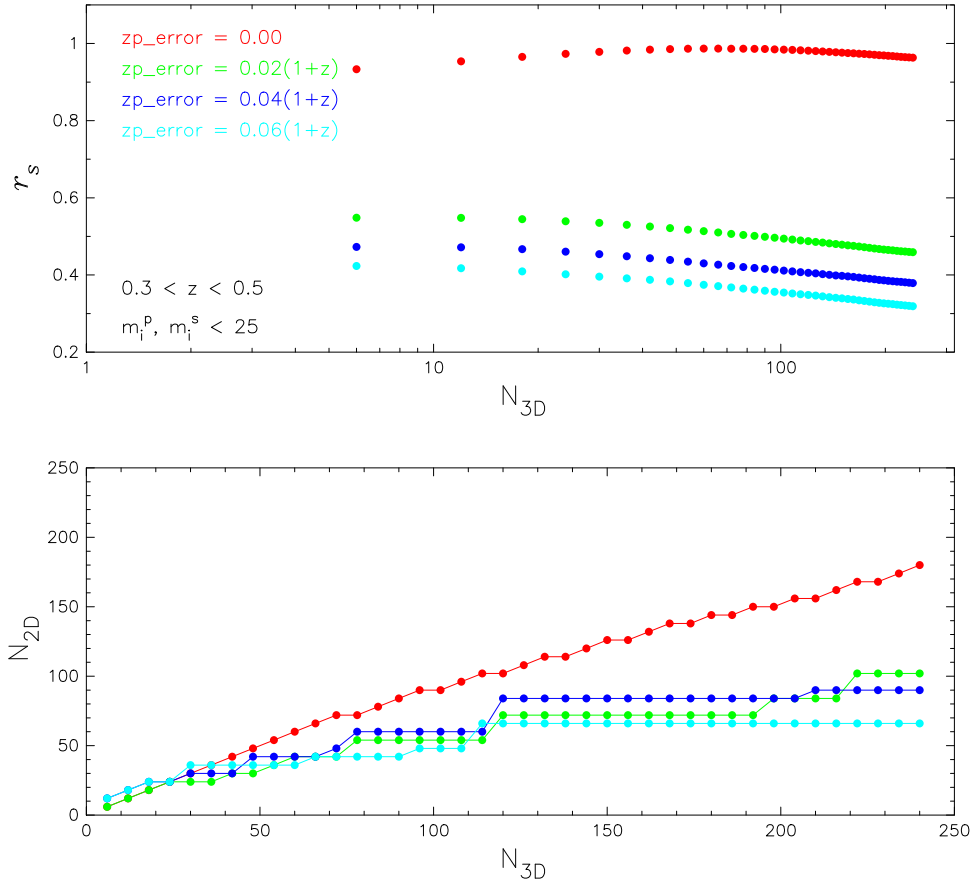 1
0.8
0.6
0.4
0.2
r_s
zp_error = 0.00
zp_error = 0.02(1+z)
zp_error = 0.04(1+z)
zp_error = 0.06(1+z)
0.3 < z < 0.5
m_i^p, m_i^s < 25
1 10 100
N_3D
250
200
150
100
50
0
N_2D
0 50 100 150 200 250
N_3D